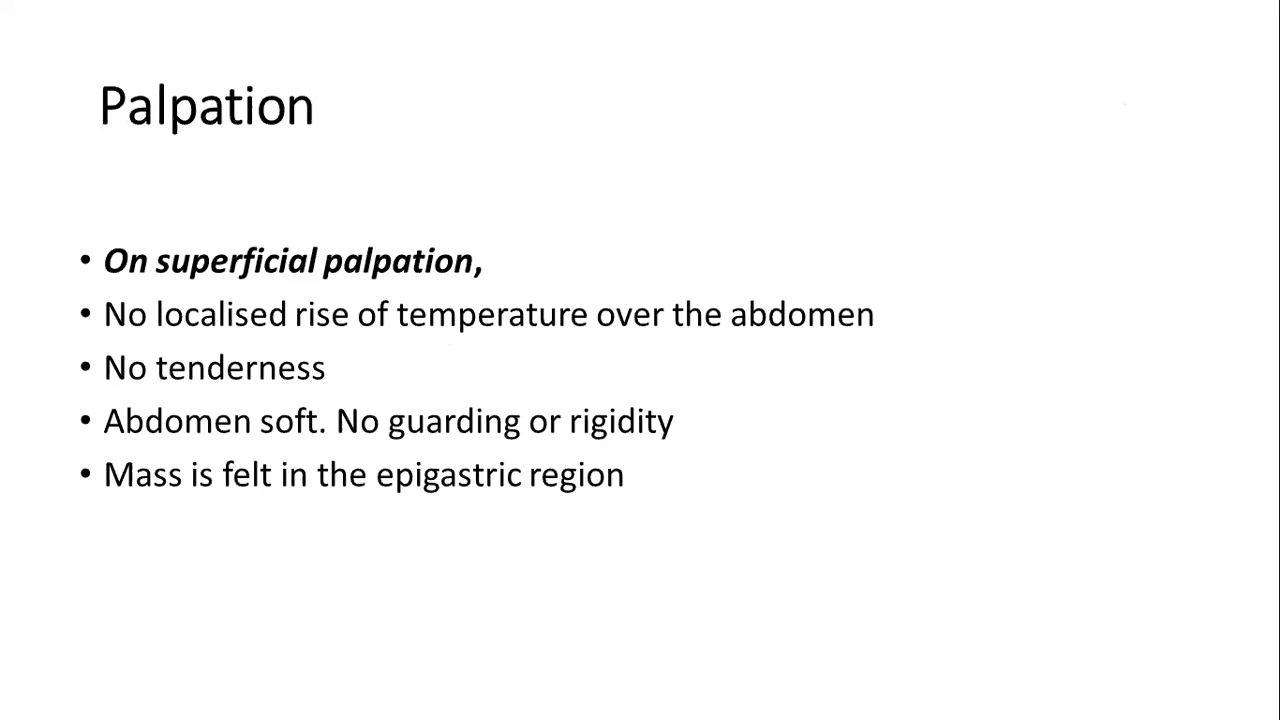 Palpation
• On superficial palpation,
• No localised rise of temperature over the abdomen
• No tenderness
• Abdomen soft. No guarding or rigidity
• Mass is felt in the epigastric region